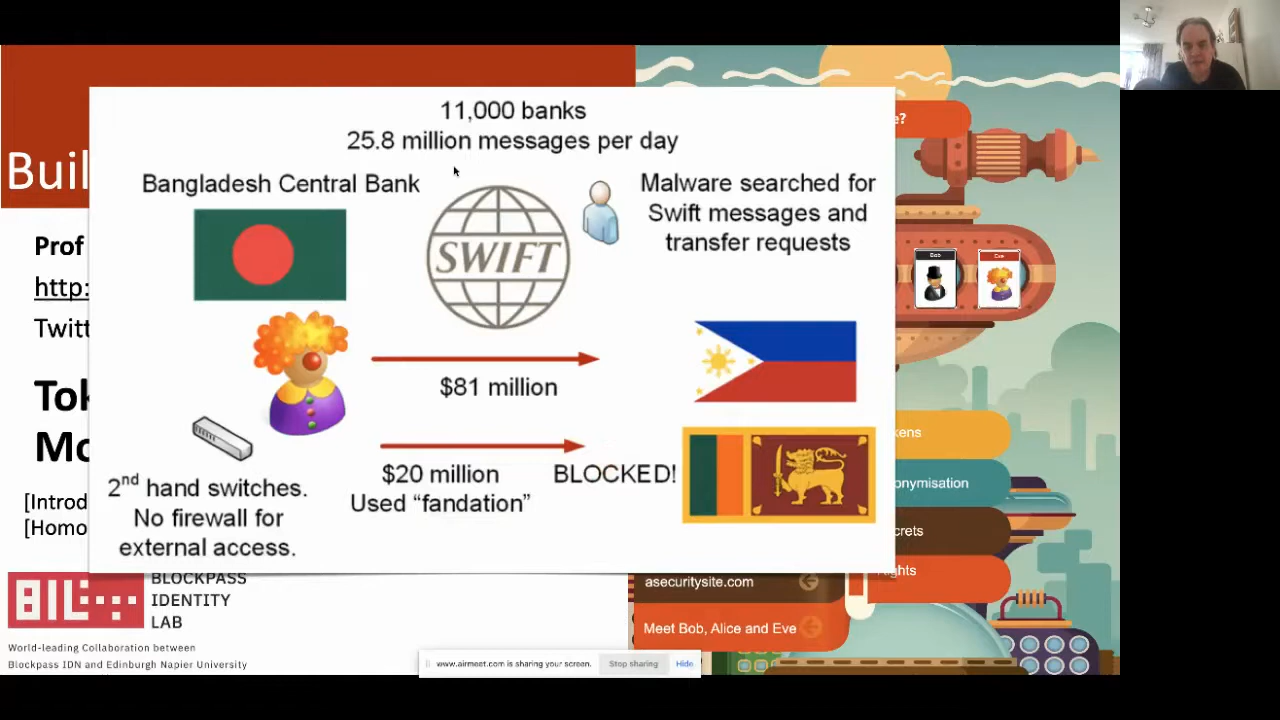 11,000 banks
25.8 million messages per day
Bangladesh Central Bank
SWIFT
Malware searched for
Swift messages and
transfer requests
$81 million
2nd hand switches.
No firewall for
external access.
$20 million
Used “fandation”
BLOCKED!
Buil
Prof
http:
Twitt
Tok
Mo
[Introd
[Homo
e?
Bob
Eve
kens
onymisation
crets
Rights
asecuritysite.com
Meet Bob, Alice and Eve
BIL
BLOCKPASS
IDENTITY
LAB
World-leading Collaboration between
Blockpass IDN and Edinburgh Napier University
www.airmeet.com is sharing your screen.
Stop sharing
Hide